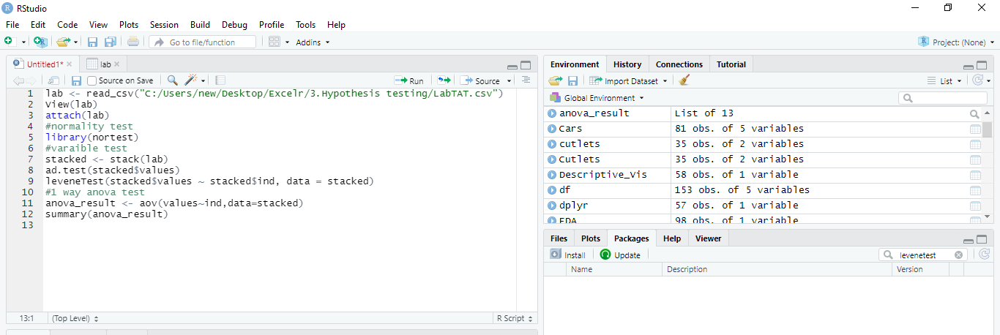 RStudio
File Edit Code View Plots Session Build Debug Profile Tools Help
Go to file/function Addins Project: (None)
Untitled1* lab
Source on Save Run Source
1 lab <- read_csv("C:/Users/new/Desktop/Excelr/3.Hypothesis testing/LabTAT.csv")
2 View(lab)
3 attach(lab)
4 #normality test
5 library(nortest)
6 #varaible test
7 stacked <- stack(lab)
8 ad.test(stacked$values)
9 leveneTest(stacked$values ~ stacked$ind, data = stacked)
10 #1 way anova test
11 anova_result <- aov(values~ind,data=stacked)
12 summary(anova_result)
13
13:1 (Top Level) R Script
Environment History Connections Tutorial
Import Dataset List
Global Environment
anova_result List of 13
Cars 81 obs. of 5 variables
cutlets 35 obs. of 2 variables
Cutlets 35 obs. of 2 variables
Descriptive_Vis 58 obs. of 1 variable
df 153 obs. of 5 variables
dplyr 57 obs. of 1 variable
EDA 98 obs. of 1 variable
Files Plots Packages Help Viewer
Install Update levenetest
Name Description Version